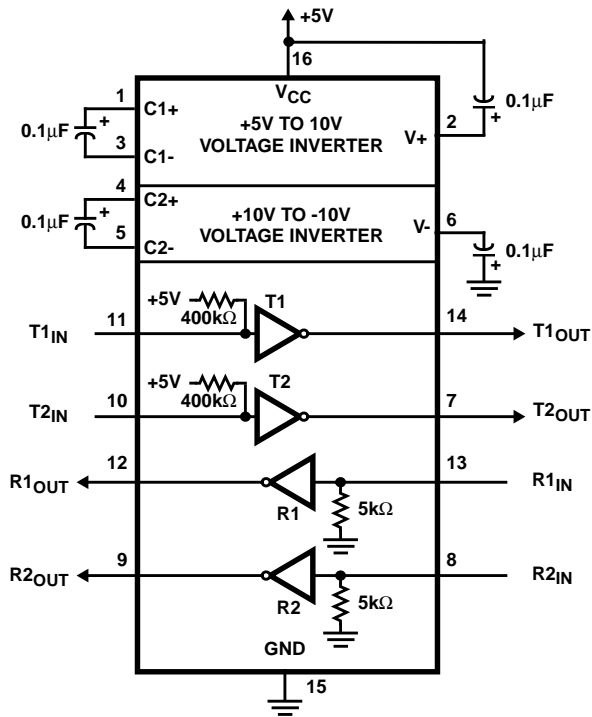 +5V
16
VCC
1
C1+
+
0.1μF
3
C1-
+5V TO 10V
VOLTAGE INVERTER
2
V+
0.1μF
+
4
C2+
+
0.1μF
5
C2-
+10V TO -10V
VOLTAGE INVERTER
V-
6
0.1μF
+
+5V
400kΩ
T1
T1IN
11
14
T1OUT
+5V
400kΩ
T2
T2IN
10
7
T2OUT
R1OUT
12
13
R1IN
R1
5kΩ
R2OUT
9
8
R2IN
R2
5kΩ
GND
15